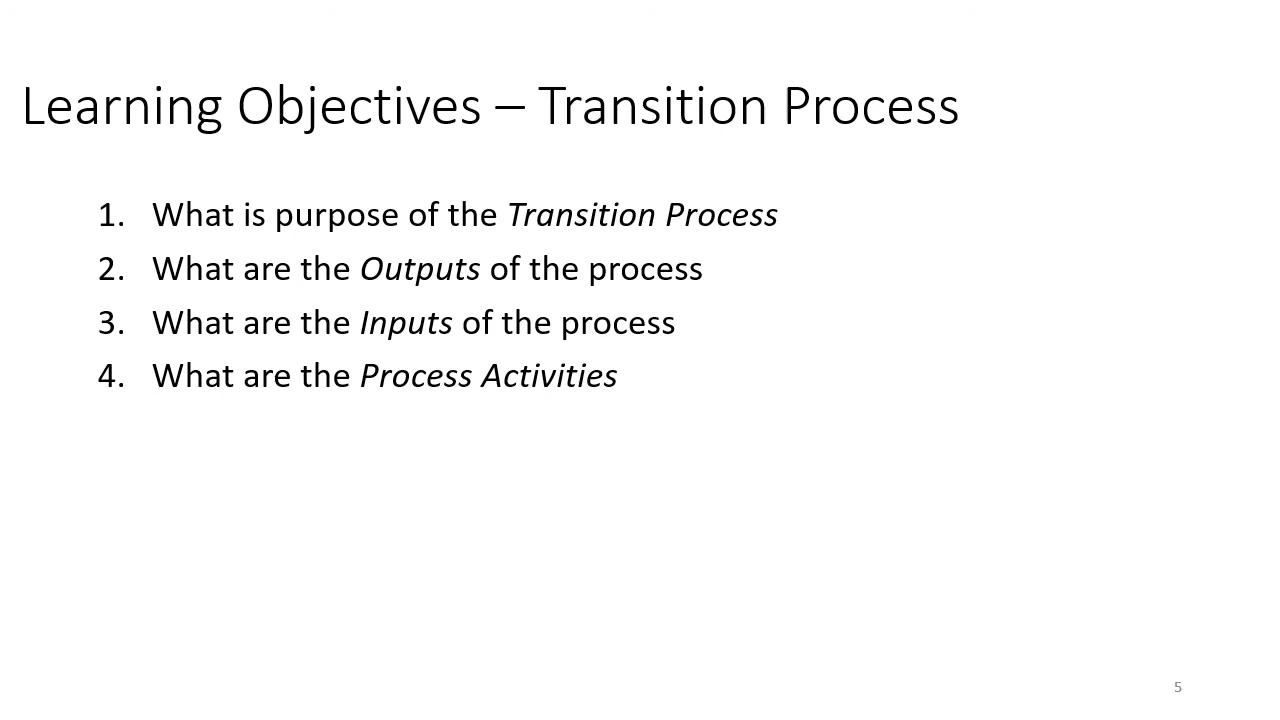 Learning Objectives – Transition Process
1. What is purpose of the Transition Process
2. What are the Outputs of the process
3. What are the Inputs of the process
4. What are the Process Activities
5